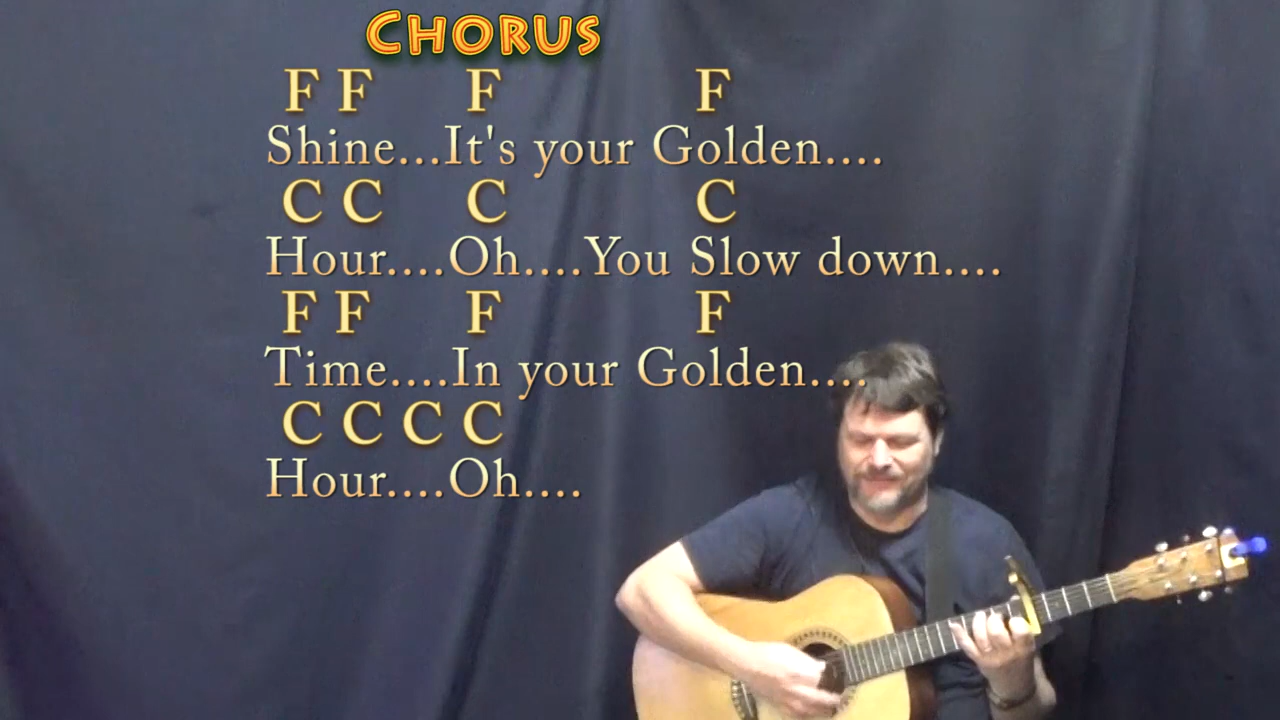 CHORUS
F F F F
Shine...It's your Golden....
C C C C
Hour....Oh....You Slow down....
F F F F
Time....In your Golden....
C C C C
Hour....Oh....